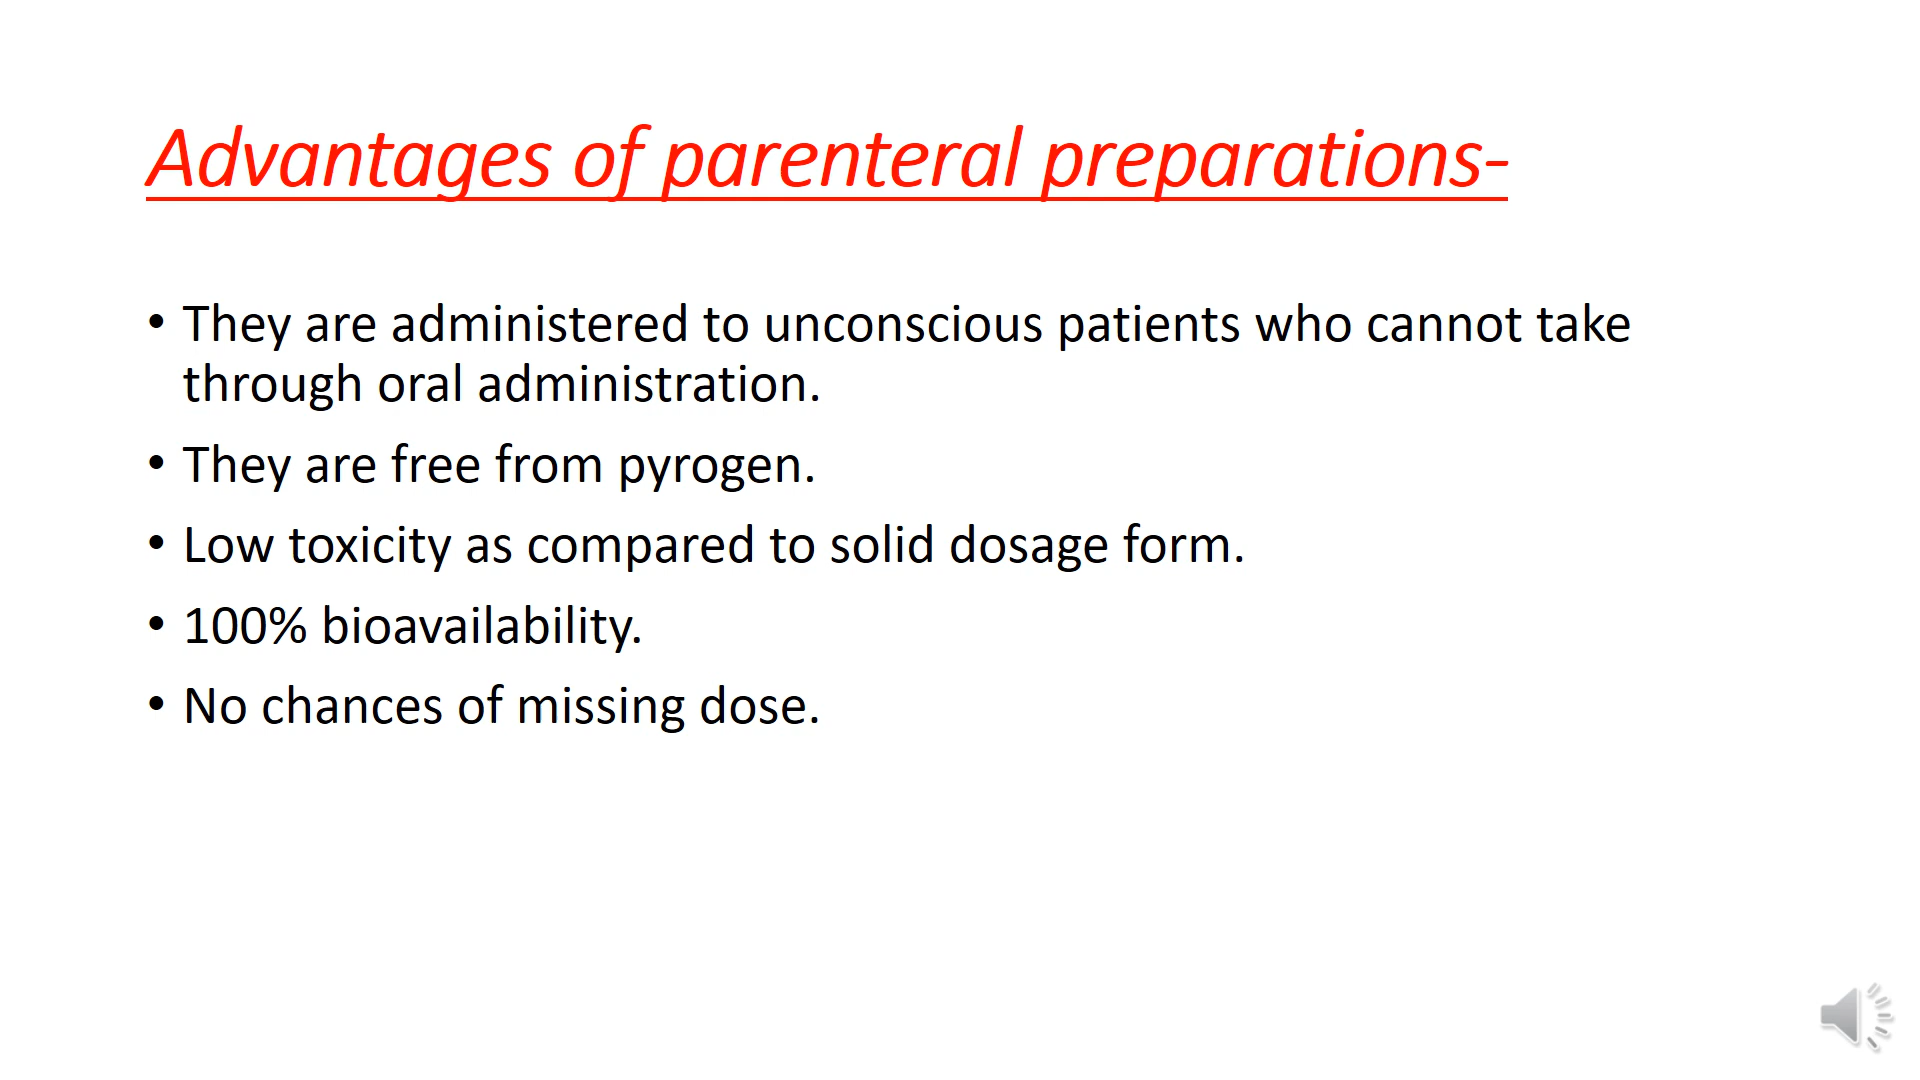 Advantages of parenteral preparations-
• They are administered to unconscious patients who cannot take
through oral administration.
• They are free from pyrogen.
• Low toxicity as compared to solid dosage form.
• 100% bioavailability.
• No chances of missing dose.